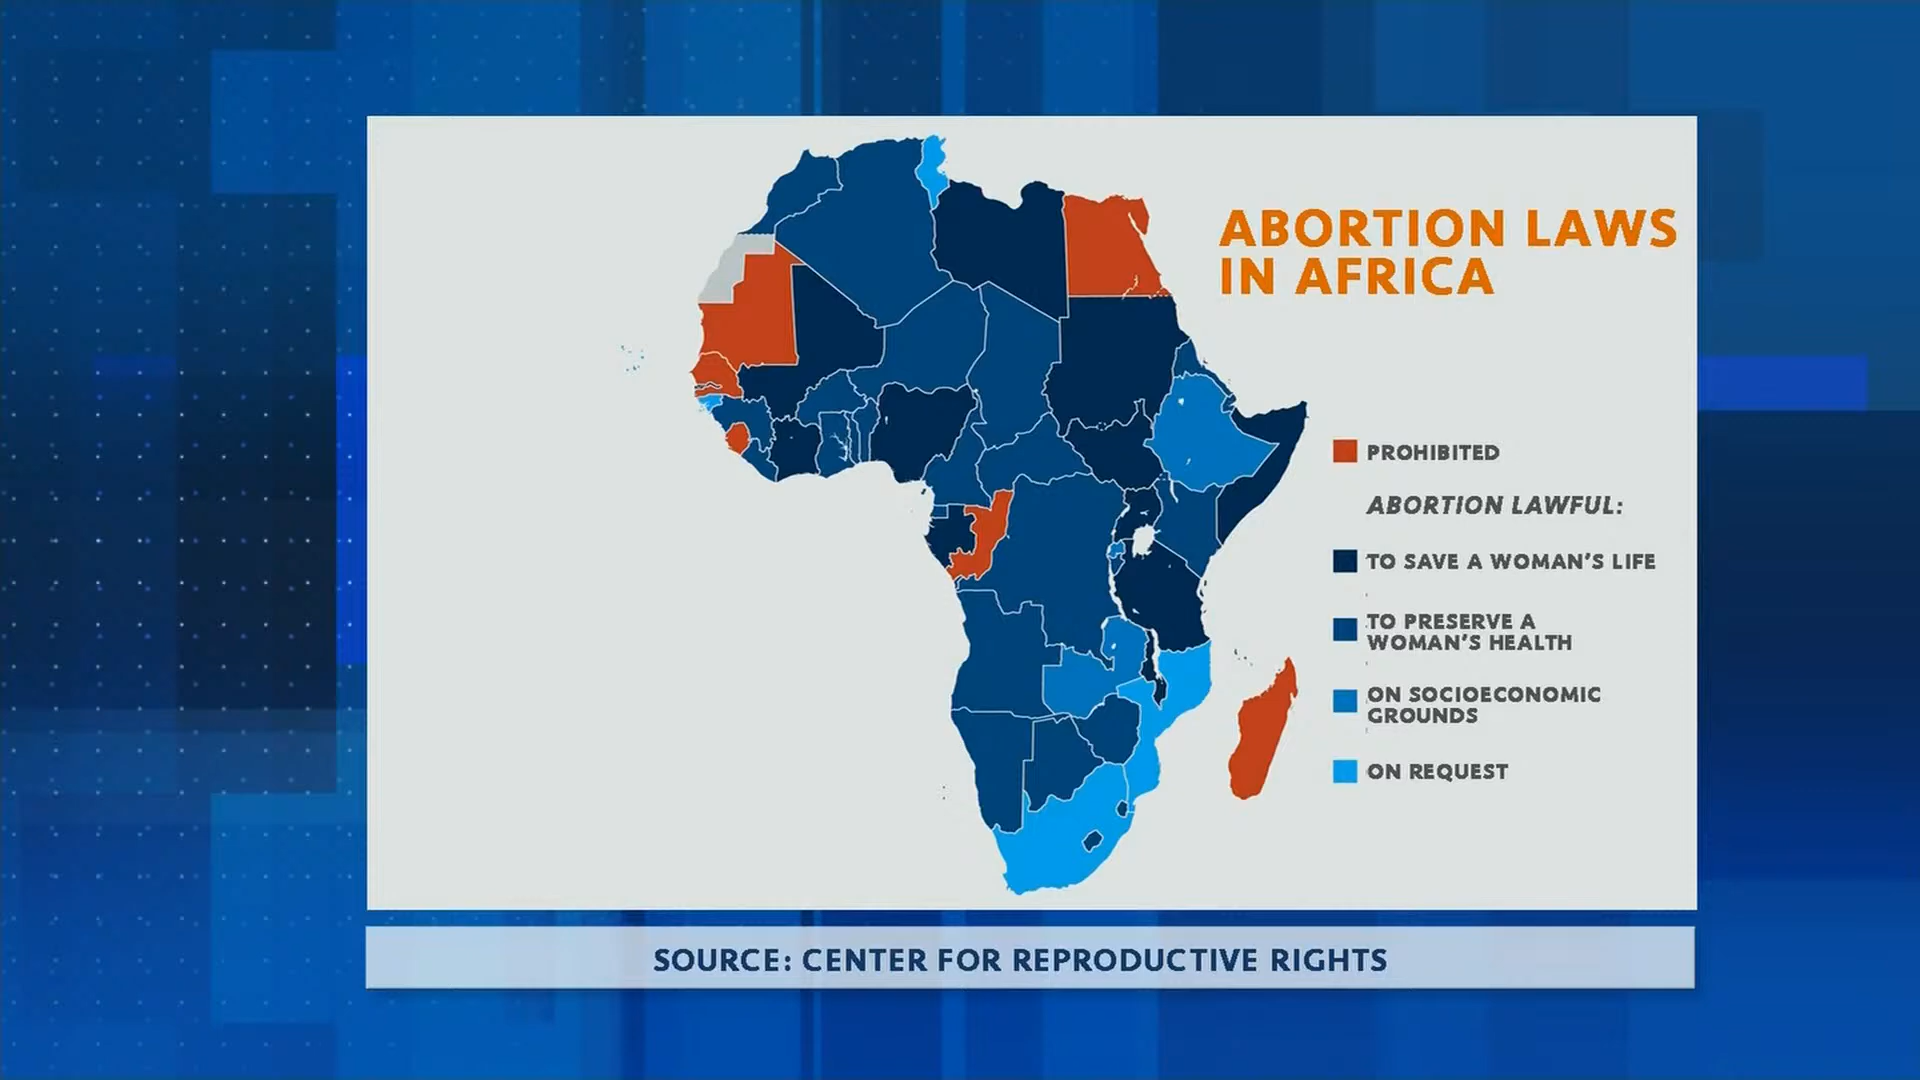 ABORTION LAWS
IN AFRICA
PROHIBITED
ABORTION LAWFUL:
TO SAVE A WOMAN'S LIFE
TO PRESERVE A
WOMAN'S HEALTH
ON SOCIOECONOMIC
GROUNDS
ON REQUEST
SOURCE: CENTER FOR REPRODUCTIVE RIGHTS